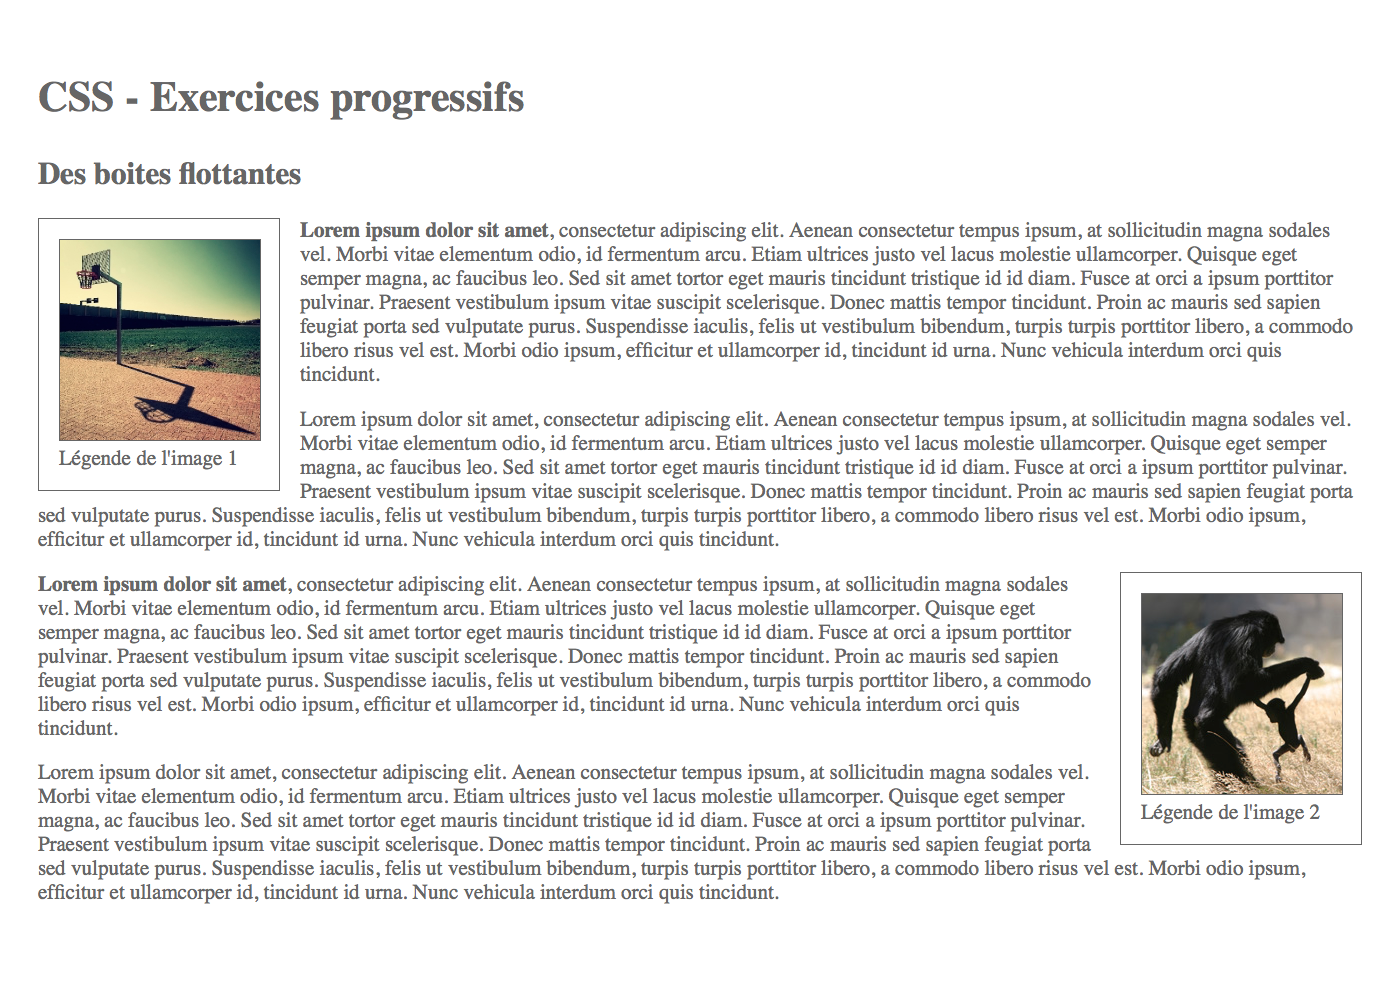 CSS - Exercices progressifs
Des boites flottantes
Lorem ipsum dolor sit amet, consectetur adipiscing elit. Aenean consectetur tempus ipsum, at sollicitudin magna sodales
vel. Morbi vitae elementum odio, id fermentum arcu. Etiam ultrices justo vel lacus molestie ullamcorper. Quisque eget
semper magna, ac faucibus leo. Sed sit amet tortor eget mauris tincidunt tristique id id diam. Fusce at orci a ipsum porttitor
pulvinar. Praesent vestibulum ipsum vitae suscipit scelerisque. Donec mattis tempor tincidunt. Proin ac mauris sed sapien
feugiat porta sed vulputate purus. Suspendisse iaculis, felis ut vestibulum bibendum, turpis turpis porttitor libero, a commodo
libero risus vel est. Morbi odio ipsum, efficitur et ullamcorper id, tincidunt id urna. Nunc vehicula interdum orci quis
tincidunt.
Légende de l'image 1
Lorem ipsum dolor sit amet, consectetur adipiscing elit. Aenean consectetur tempus ipsum, at sollicitudin magna sodales vel.
Morbi vitae elementum odio, id fermentum arcu. Etiam ultrices justo vel lacus molestie ullamcorper. Quisque eget semper
magna, ac faucibus leo. Sed sit amet tortor eget mauris tincidunt tristique id id diam. Fusce at orci a ipsum porttitor pulvinar.
Praesent vestibulum ipsum vitae suscipit scelerisque. Donec mattis tempor tincidunt. Proin ac mauris sed sapien feugiat porta
sed vulputate purus. Suspendisse iaculis, felis ut vestibulum bibendum, turpis turpis porttitor libero, a commodo libero risus vel est. Morbi odio ipsum,
efficitur et ullamcorper id, tincidunt id urna. Nunc vehicula interdum orci quis tincidunt.
Lorem ipsum dolor sit amet, consectetur adipiscing elit. Aenean consectetur tempus ipsum, at sollicitudin magna sodales
vel. Morbi vitae elementum odio, id fermentum arcu. Etiam ultrices justo vel lacus molestie ullamcorper. Quisque eget
semper magna, ac faucibus leo. Sed sit amet tortor eget mauris tincidunt tristique id id diam. Fusce at orci a ipsum porttitor
pulvinar. Praesent vestibulum ipsum vitae suscipit scelerisque. Donec mattis tempor tincidunt. Proin ac mauris sed sapien
feugiat porta sed vulputate purus. Suspendisse iaculis, felis ut vestibulum bibendum, turpis turpis porttitor libero, a commodo
libero risus vel est. Morbi odio ipsum, efficitur et ullamcorper id, tincidunt id urna. Nunc vehicula interdum orci quis
tincidunt.
Lorem ipsum dolor sit amet, consectetur adipiscing elit. Aenean consectetur tempus ipsum, at sollicitudin magna sodales vel.
Morbi vitae elementum odio, id fermentum arcu. Etiam ultrices justo vel lacus molestie ullamcorper. Quisque eget semper
magna, ac faucibus leo. Sed sit amet tortor eget mauris tincidunt tristique id id diam. Fusce at orci a ipsum porttitor pulvinar.
Praesent vestibulum ipsum vitae suscipit scelerisque. Donec mattis tempor tincidunt. Proin ac mauris sed sapien feugiat porta
Légende de l'image 2
sed vulputate purus. Suspendisse iaculis, felis ut vestibulum bibendum, turpis turpis porttitor libero, a commodo libero risus vel est. Morbi odio ipsum,
efficitur et ullamcorper id, tincidunt id urna. Nunc vehicula interdum orci quis tincidunt.